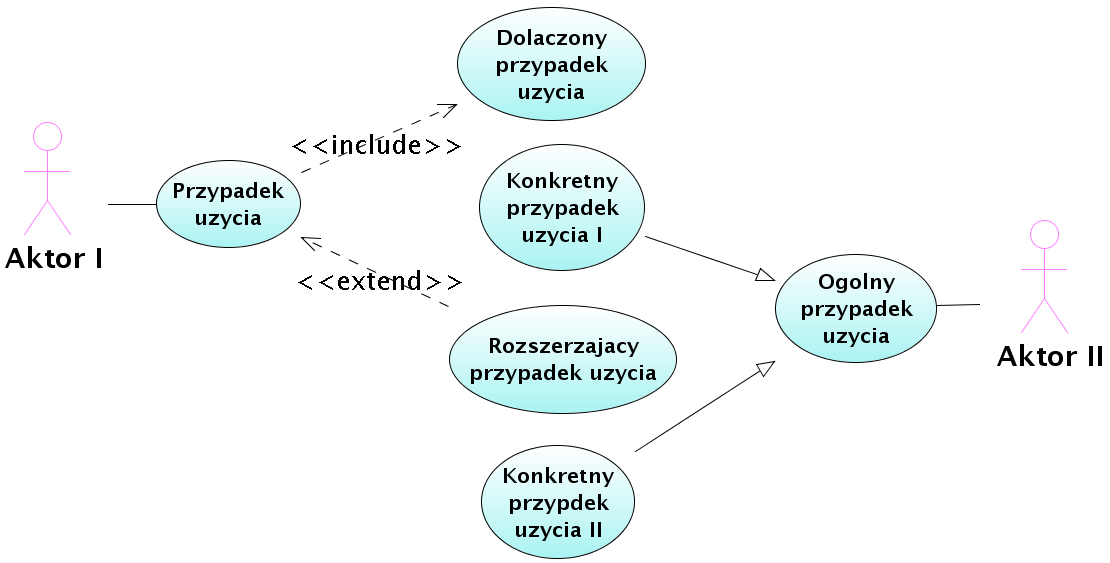 Dolaczony
przypadek
uzycia
<<include>>
Aktor I
Przypadek
uzycia
Konkretny
przypadek
uzycia I
<<extend>>
Ogolny
przypadek
uzycia
Aktor II
Rozszerzajacy
przypadek uzycia
Konkretny
przypdek
uzycia II